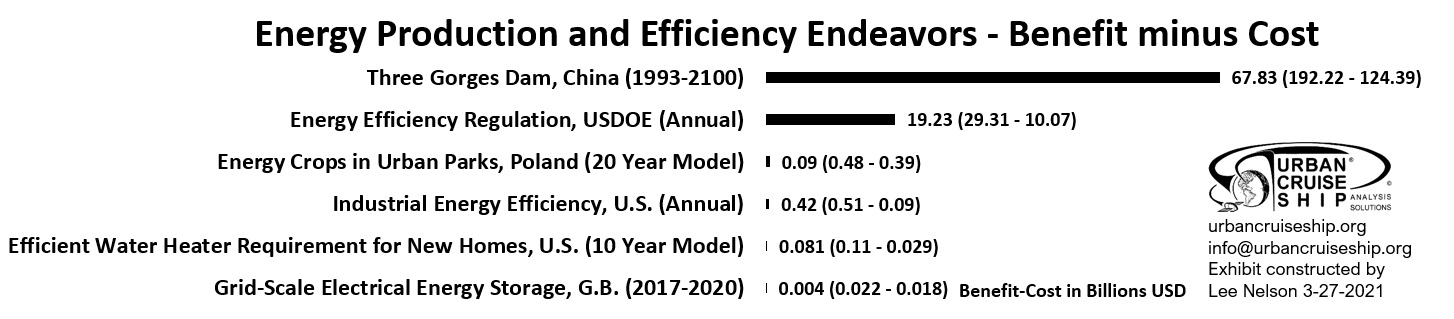 Energy Production and Efficiency Endeavors - Benefit minus Cost
Three Gorges Dam, China (1993-2100) 67.83 (192.22 - 124.39)
Energy Efficiency Regulation, USDOE (Annual) 19.23 (29.31 - 10.07)
Energy Crops in Urban Parks, Poland (20 Year Model) 0.09 (0.48 - 0.39)
Industrial Energy Efficiency, U.S. (Annual) 0.42 (0.51 - 0.09)
Efficient Water Heater Requirement for New Homes, U.S. (10 Year Model) 0.081 (0.11 - 0.029)
Grid-Scale Electrical Energy Storage, G.B. (2017-2020) 0.004 (0.022 - 0.018) Benefit-Cost in Billions USD
URBAN®
CRUISE ©
SHIP ANALYSIS
SOLUTIONS
urbancruiseship.org
info@urbancruiseship.org
Exhibit constructed by
Lee Nelson 3-27-2021